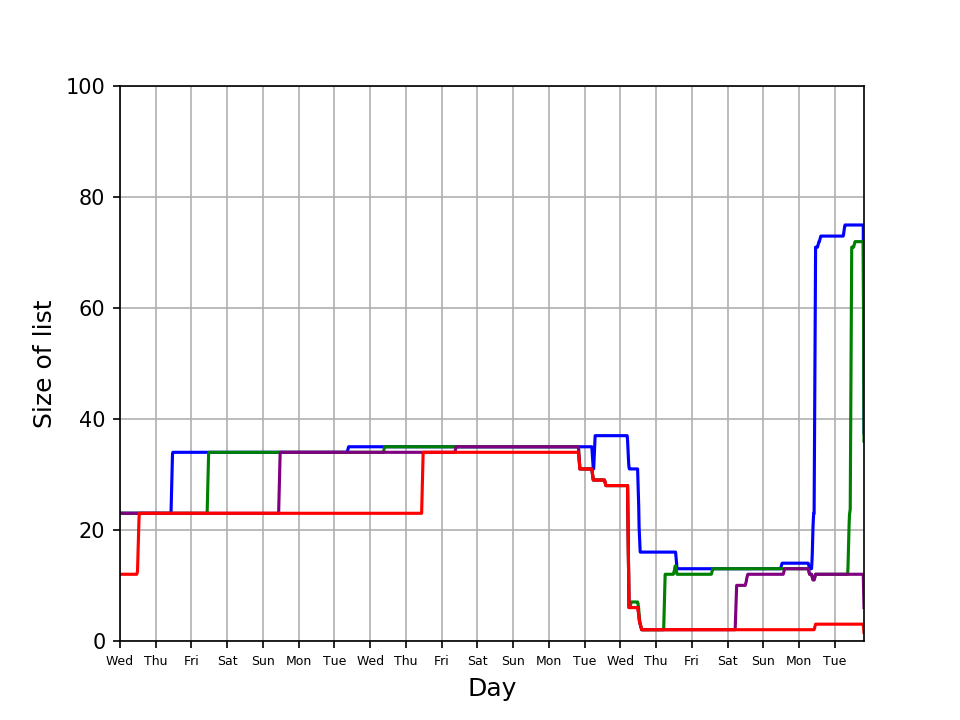 100
80
60
40
20
0
Size of list
Wed Thu Fri Sat Sun Mon Tue Wed Thu Fri Sat Sun Mon Tue Wed Thu Fri Sat Sun Mon Tue
Day